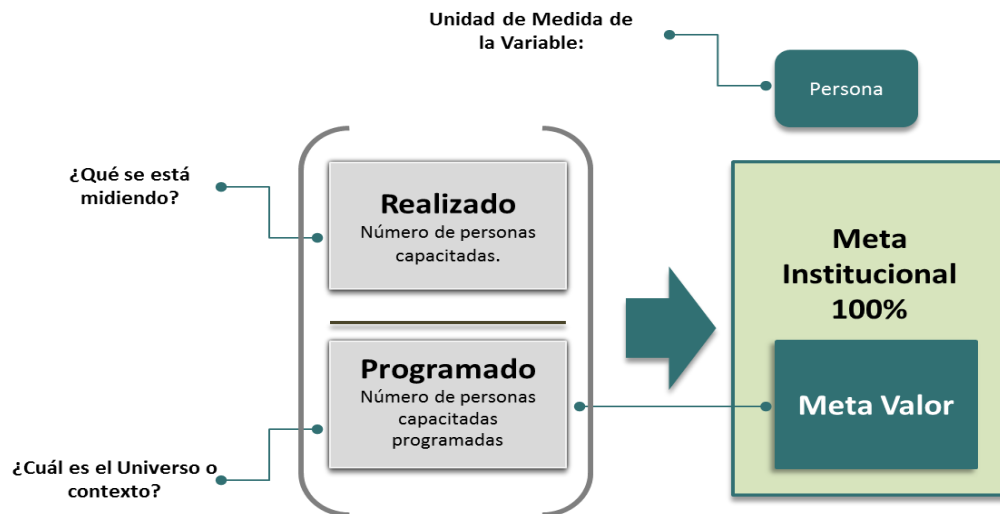 Unidad de Medida de
la Variable:
Persona
¿Qué se está
midiendo?
Realizado
Número de personas
capacitadas.
Meta
Institucional
100%
Programado
Número de personas
capacitadas
programadas
Meta Valor
¿Cuál es el Universo o
contexto?